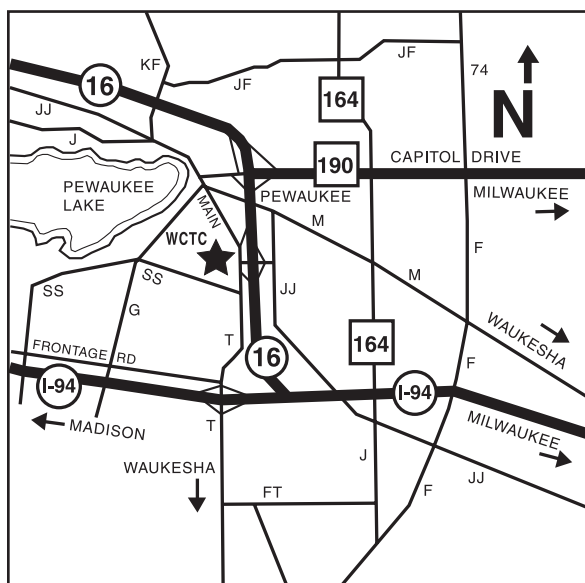 KF
JF
JF
74
N
16
JJ
164
J
190
CAPITOL DRIVE
PEWAUKEE
LAKE
MAIN
PEWAUKEE
MILWAUKEE
M
WCTC
F
SS
SS
JJ
M
G
WAUKESHA
T
16
164
FRONTAGE RD
F
I-94
I-94
MADISON
T
MILWAUKEE
WAUKESHA
J
JJ
FT
F